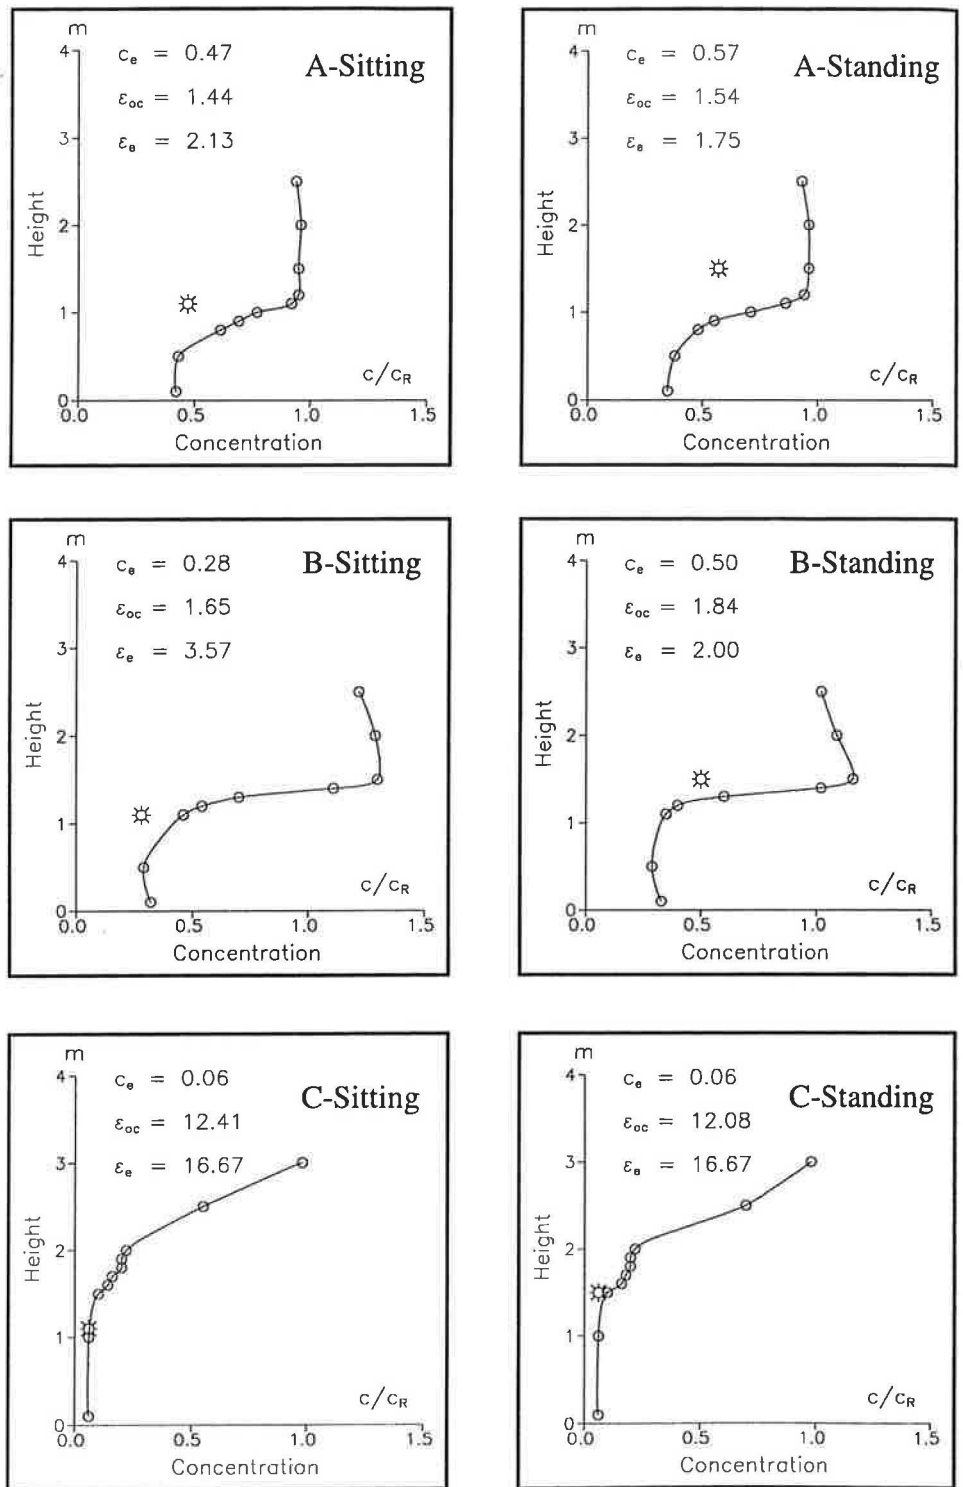 m
4
c_e = 0.47
A-Sitting
ε_oc = 1.44
3
ε_e = 2.13
Height
2
1
c/c_R
0
0.0 0.5 1.0 1.5
Concentration
m
4
c_e = 0.57
A-Standing
ε_oc = 1.54
3
ε_e = 1.75
Height
2
1
c/c_R
0
0.0 0.5 1.0 1.5
Concentration
m
4
c_e = 0.28
B-Sitting
ε_oc = 1.65
3
ε_e = 3.57
Height
2
1
c/c_R
0
0.0 0.5 1.0 1.5
Concentration
m
4
c_e = 0.50
B-Standing
ε_oc = 1.84
3
ε_e = 2.00
Height
2
1
c/c_R
0
0.0 0.5 1.0 1.5
Concentration
m
4
c_e = 0.06
C-Sitting
ε_oc = 12.41
3
ε_e = 16.67
Height
2
1
c/c_R
0
0.0 0.5 1.0 1.5
Concentration
m
4
c_e = 0.06
C-Standing
ε_oc = 12.08
3
ε_e = 16.67
Height
2
1
c/c_R
0
0.0 0.5 1.0 1.5
Concentration